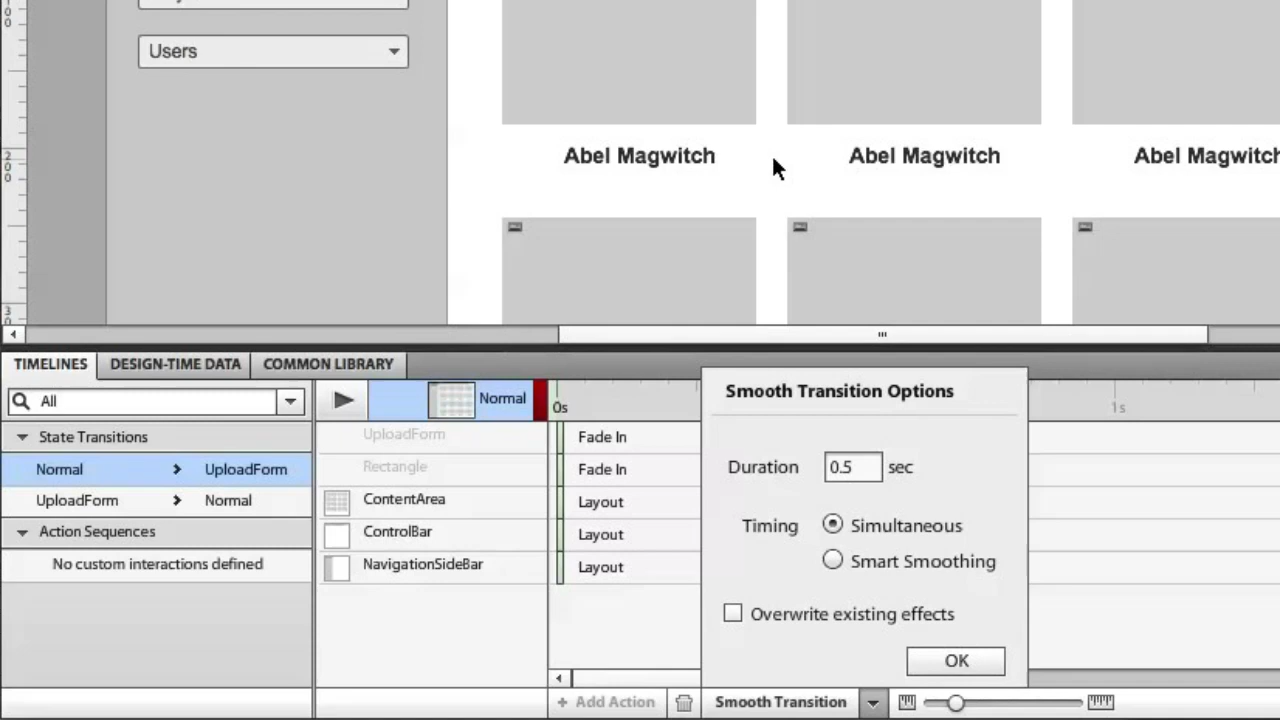 Users
Abel Magwitch
Abel Magwitch
Abel Magwitch
TIMELINES
DESIGN-TIME DATA
COMMON LIBRARY
All
Normal
0s
1s
Smooth Transition Options
State Transitions
UploadForm
Fade In
Normal
UploadForm
Rectangle
Fade In
Duration
0.5
sec
UploadForm
Normal
ContentArea
Layout
Action Sequences
ControlBar
Layout
Timing
Simultaneous
No custom interactions defined
NavigationSideBar
Layout
Smart Smoothing
Overwrite existing effects
OK
+ Add Action
Smooth Transition